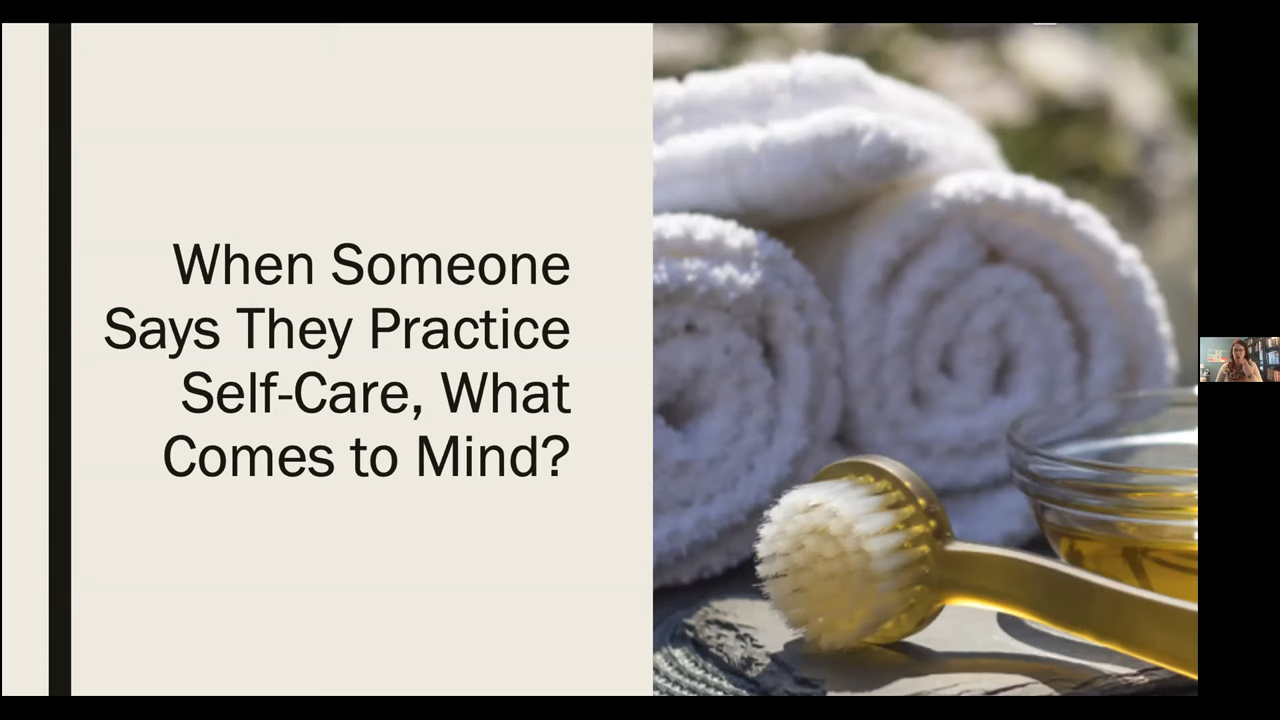 When Someone
Says They Practice
Self-Care, What
Comes to Mind?